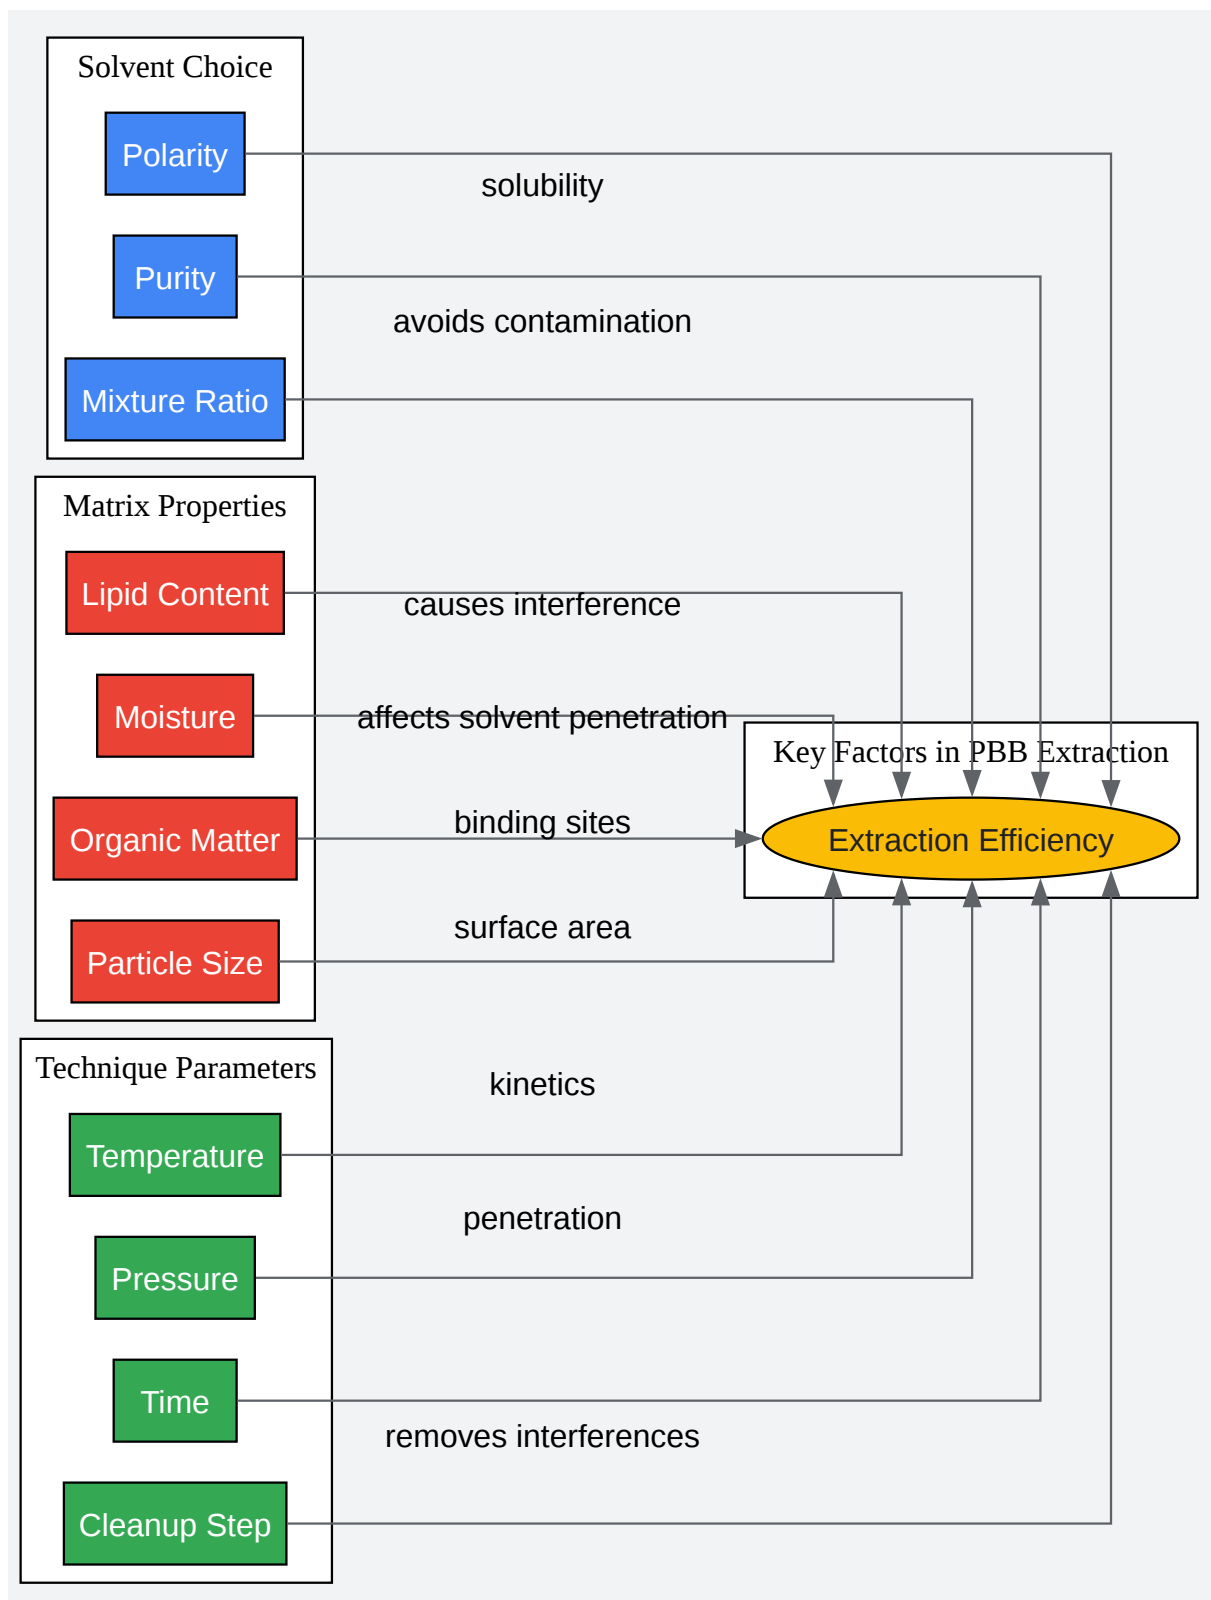 Solvent Choice
Polarity
solubility
Purity
avoids contamination
Mixture Ratio
Matrix Properties
Lipid Content
causes interference
Moisture
affects solvent penetration
Key Factors in PBB Extraction
Organic Matter
binding sites
Extraction Efficiency
surface area
Particle Size
Technique Parameters
kinetics
Temperature
penetration
Pressure
Time
removes interferences
Cleanup Step